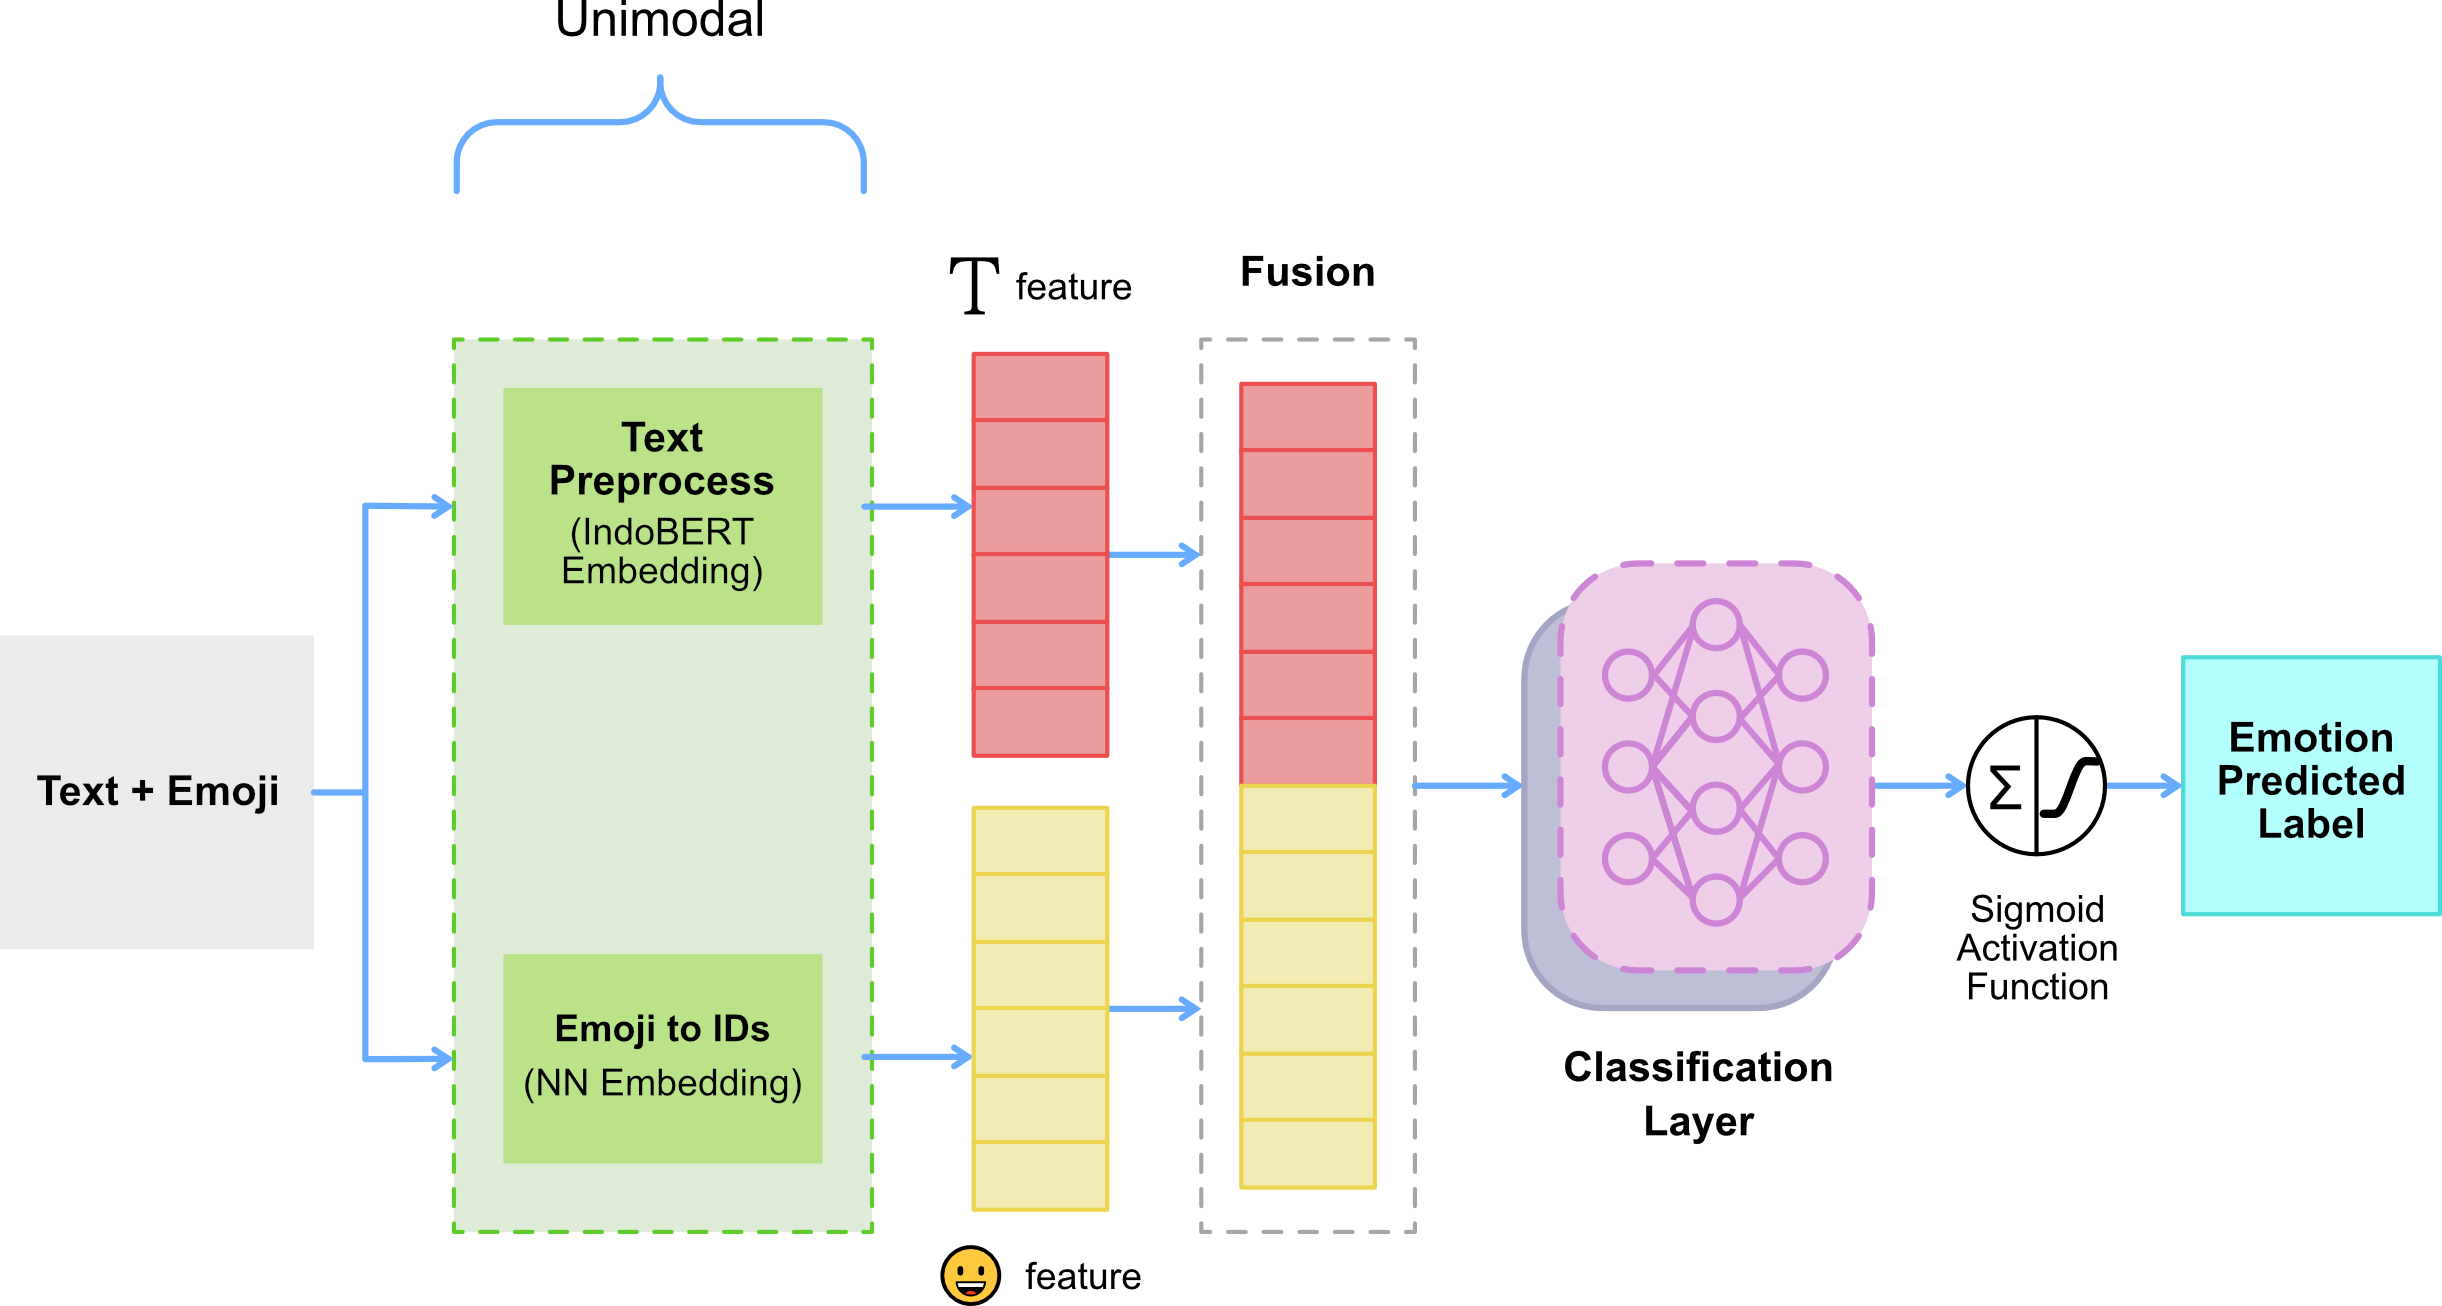 Unimodal
T feature
Fusion
Text
Preprocess
(IndoBERT
Embedding)
Text + Emoji
Emoji to IDs
(NN Embedding)
feature
Classification
Layer
Σ
Sigmoid
Activation
Function
Emotion
Predicted
Label